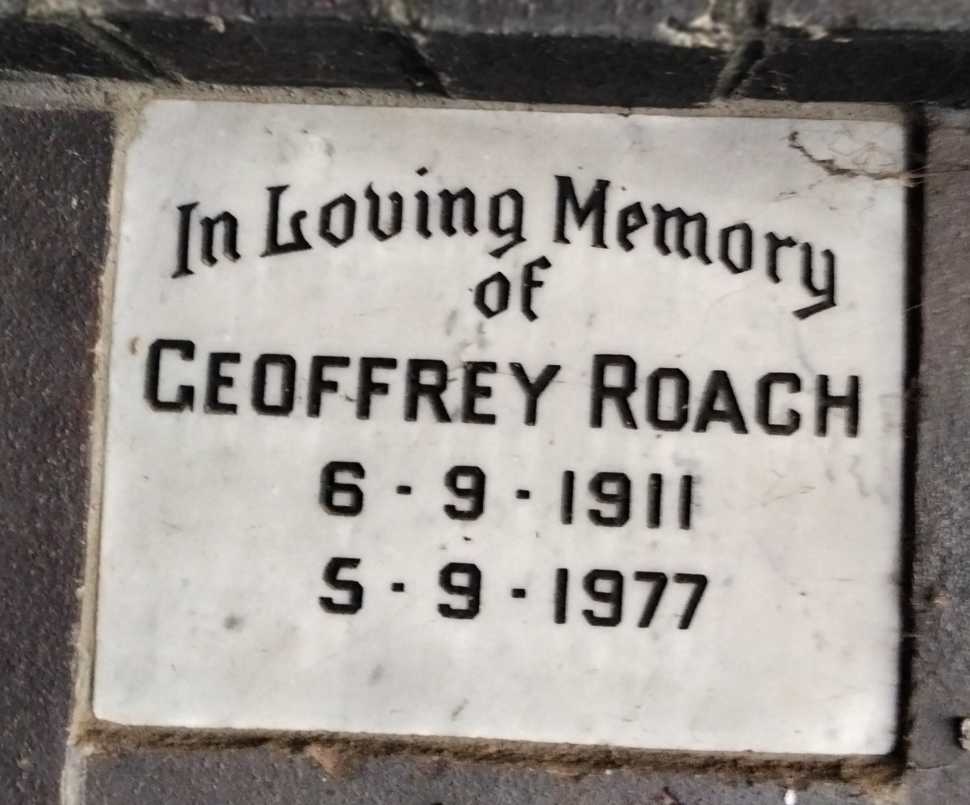 In Loving Memory
of
GEOFFREY ROACH
6 - 9 - 1911
5 - 9 - 1977